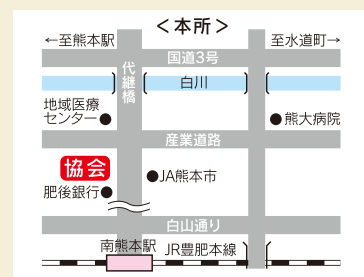 ＜本所＞
←至熊本駅
至水道町→
国道3号
代継橋
白川
地域医療
センター●
●熊大病院
産業道路
協会
●JA熊本市
肥後銀行●
白山通り
南熊本駅
JR豊肥本線